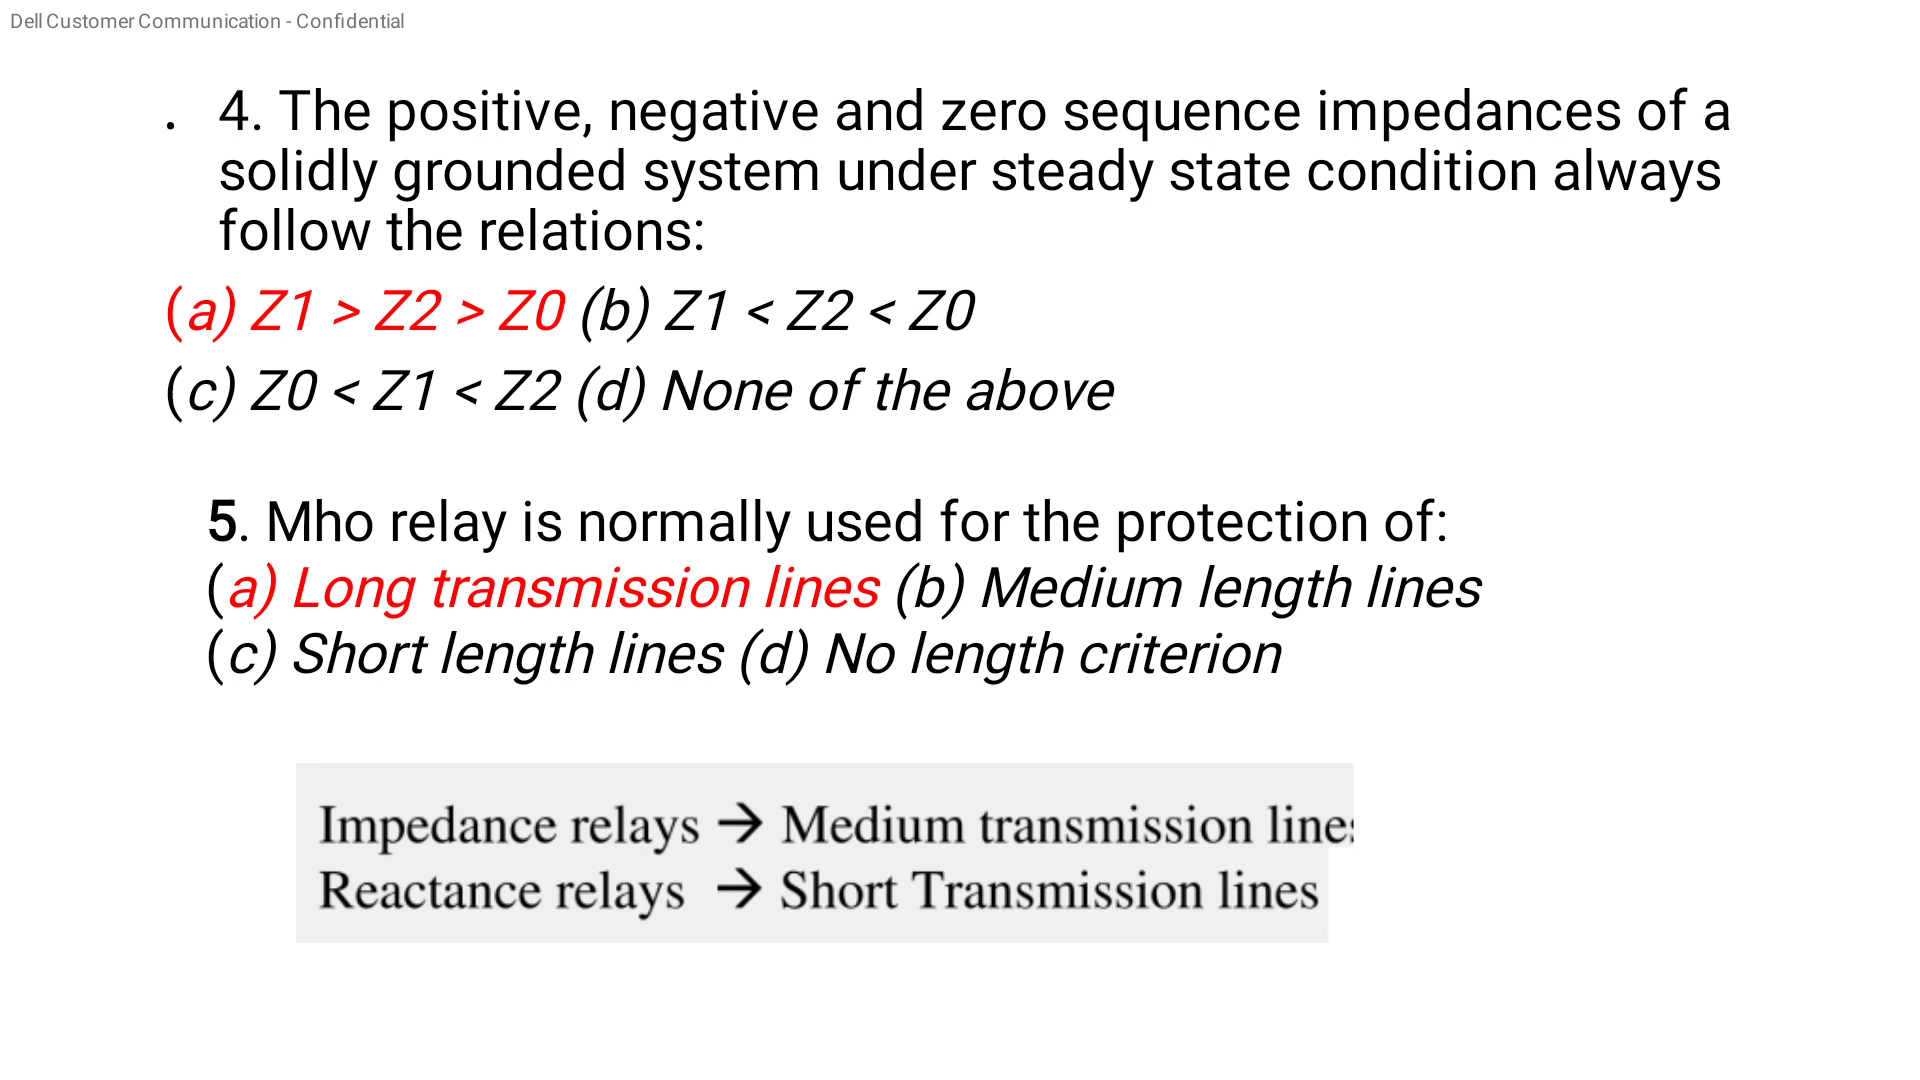 Dell Customer Communication - Confidential
. 4. The positive, negative and zero sequence impedances of a
solidly grounded system under steady state condition always
follow the relations:
(a) Z1 > Z2 > Z0 (b) Z1 < Z2 < Z0
(c) Z0 < Z1 < Z2 (d) None of the above
5. Mho relay is normally used for the protection of:
(a) Long transmission lines (b) Medium length lines
(c) Short length lines (d) No length criterion
Impedance relays → Medium transmission lines
Reactance relays → Short Transmission lines